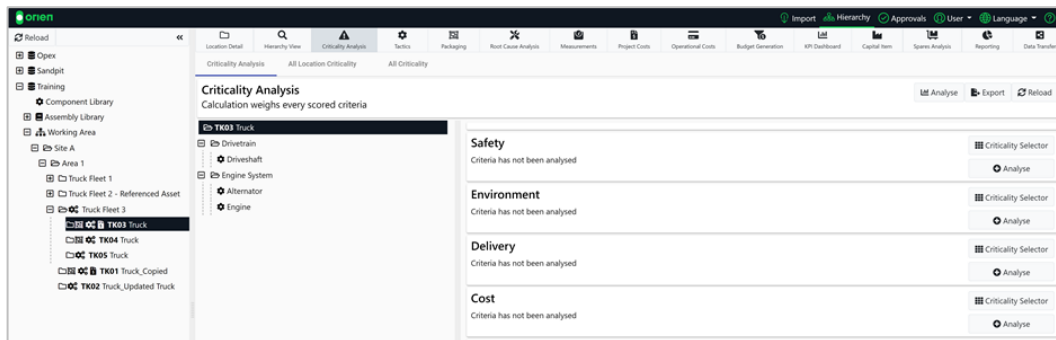 onen
Import Hierarchy Approvals User Language
Reload
Location Detail Hierarchy View Criticality Analysis Tactics Packaging Root Cause Analysis Measurements Project Costs Operational Costs Budget Generation KPI Dashboard Capital Item Spares Analysis Reporting Data Transfer
Opex
Sandpit
Training
Component Library
Assembly Library
Working Area
Site A
Area 1
Truck Fleet 1
Truck Fleet 2 - Referenced Asset
Truck Fleet 3
TK03 Truck
TK04 Truck
TK05 Truck
TK01 Truck_Copied
TK02 Truck_Updated Truck
Criticality Analysis All Location Criticality All Criticality
Criticality Analysis
Calculation weighs every scored criteria
Analyse Export Reload
TK03 Truck
Drivetrain
Driveshaft
Engine System
Alternator
Engine
Safety
Criteria has not been analysed
Criticality Selector
Analyse
Environment
Criteria has not been analysed
Criticality Selector
Analyse
Delivery
Criteria has not been analysed
Criticality Selector
Analyse
Cost
Criteria has not been analysed
Criticality Selector
Analyse